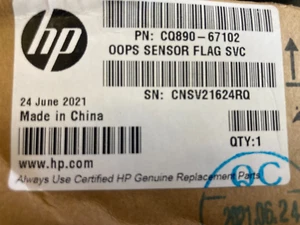 hp
PN: CQ890-67102
OOPS SENSOR FLAG SVC
24 June 2021
Made in China
SN: CNSV21624RQ
www.hp.com
QTY:1
Always Use Certified HP Genuine Replacement Parts
QC
2021.06.24